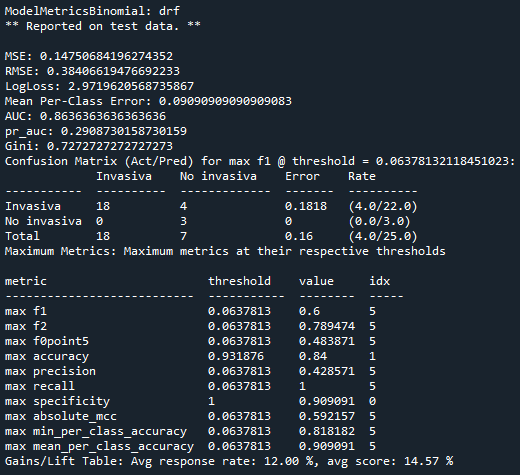 ModelMetricsBinomial: drf
** Reported on test data. **
MSE: 0.14750684196274352
RMSE: 0.38406619476692233
LogLoss: 2.9719620568735867
Mean Per-Class Error: 0.09090909090909083
AUC: 0.8636363636363636
pr_auc: 0.2908730158730159
Gini: 0.7272727272727273
Confusion Matrix (Act/Pred) for max f1 @ threshold = 0.06378132118451023:
Invasiva No invasiva Error Rate
----------- ---------- ------------- ------- ----------
Invasiva 18 4 0.1818 (4.0/22.0)
No invasiva 0 3 0 (0.0/3.0)
Total 18 7 0.16 (4.0/25.0)
Maximum Metrics: Maximum metrics at their respective thresholds
metric threshold value idx
--------------------------- ----------- -------- -----
max f1 0.0637813 0.6 5
max f2 0.0637813 0.789474 5
max f0point5 0.0637813 0.483871 5
max accuracy 0.931876 0.84 1
max precision 0.0637813 0.428571 5
max recall 0.0637813 1 5
max specificity 1 0.909091 0
max absolute_mcc 0.0637813 0.592157 5
max min_per_class_accuracy 0.0637813 0.818182 5
max mean_per_class_accuracy 0.0637813 0.909091 5
Gains/Lift Table: Avg response rate: 12.00 %, avg score: 14.57 %